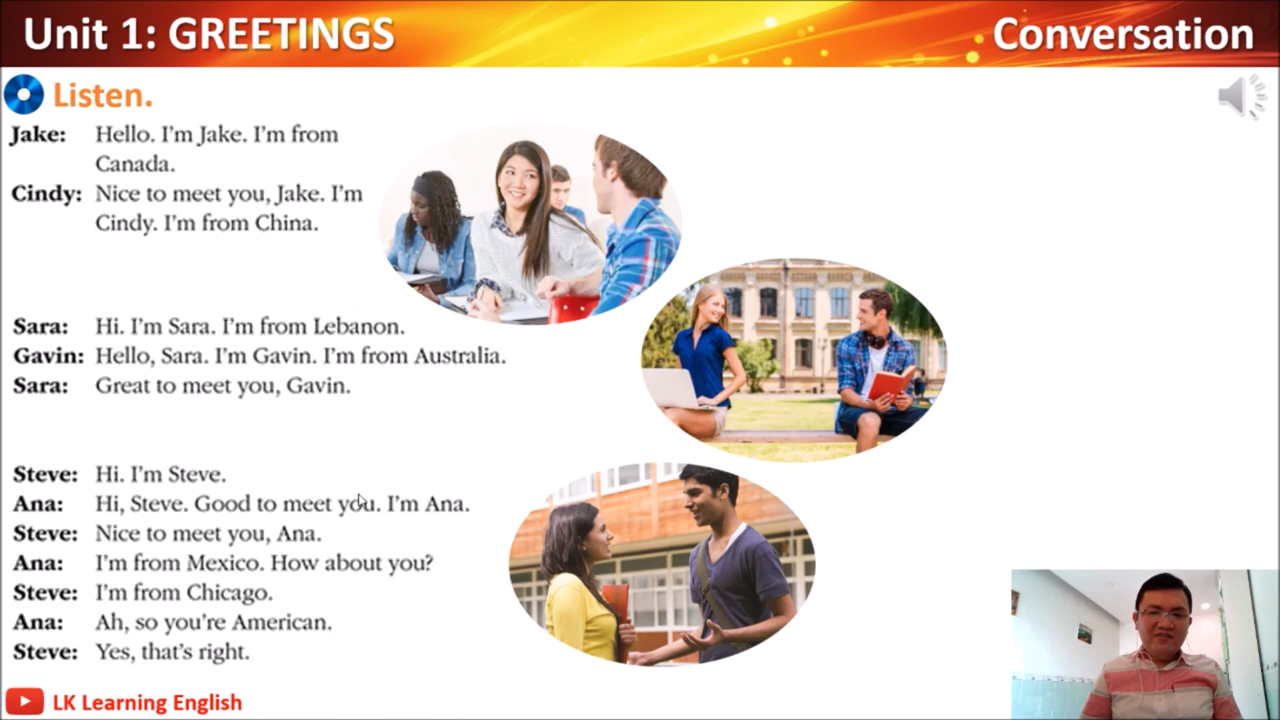 Unit 1: GREETINGS
Conversation
Listen.
Jake: Hello. I'm Jake. I'm from
Canada.
Cindy: Nice to meet you, Jake. I'm
Cindy. I'm from China.
Sara: Hi. I'm Sara. I'm from Lebanon.
Gavin: Hello, Sara. I'm Gavin. I'm from Australia.
Sara: Great to meet you, Gavin.
Steve: Hi. I'm Steve.
Ana: Hi, Steve. Good to meet you. I'm Ana.
Steve: Nice to meet you, Ana.
Ana: I'm from Mexico. How about you?
Steve: I'm from Chicago.
Ana: Ah, so you're American.
Steve: Yes, that's right.
LK Learning English